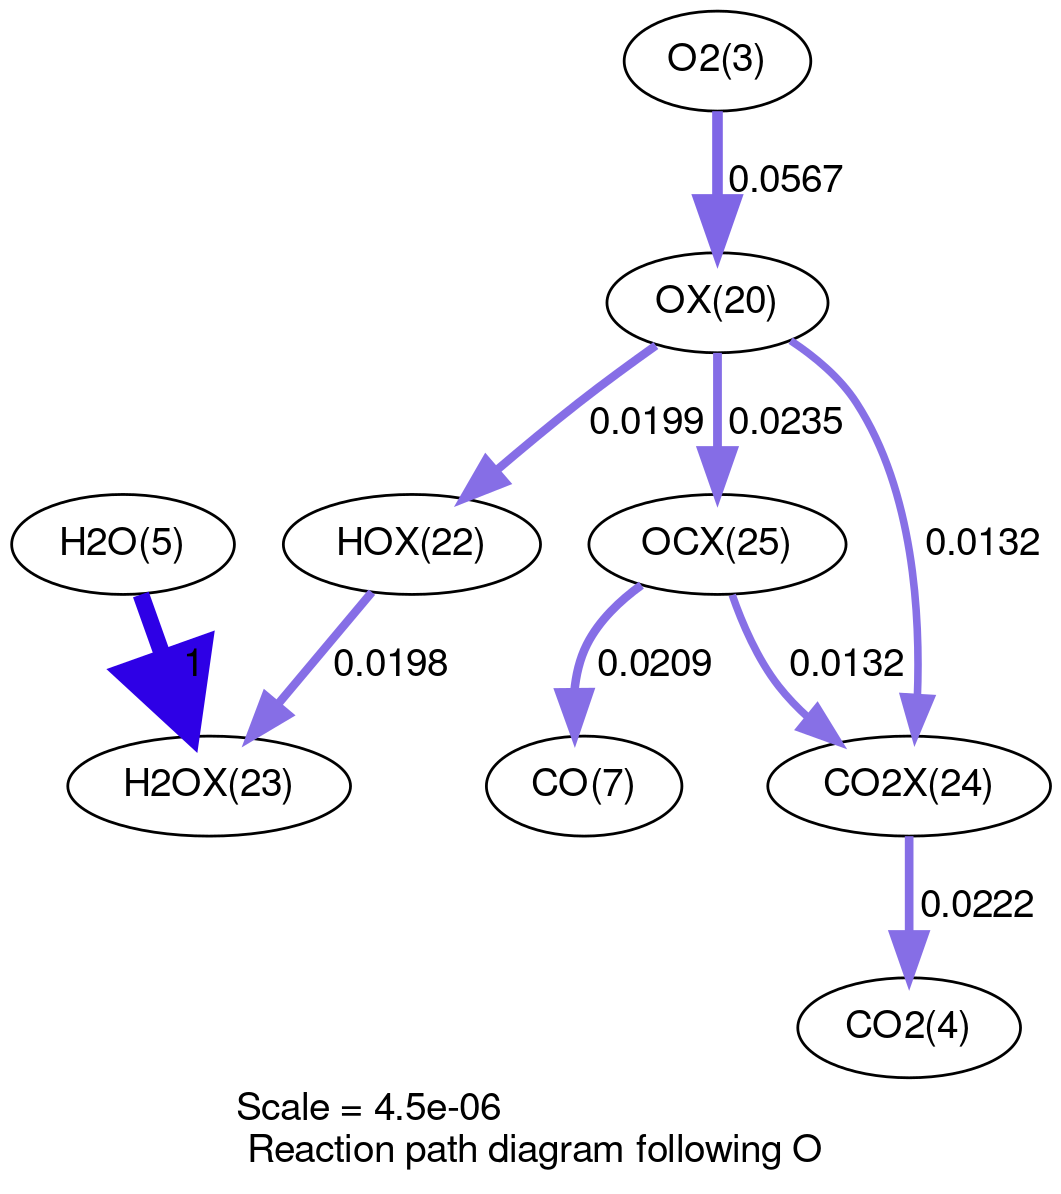 O2(3)
0.0567
OX(20)
0.0199
0.0235
H2O(5)
HOX(22)
OCX(25)
0.0132
1
0.0198
0.0209
0.0132
H2OX(23)
CO(7)
CO2X(24)
0.0222
CO2(4)
Scale = 4.5e-06
Reaction path diagram following O